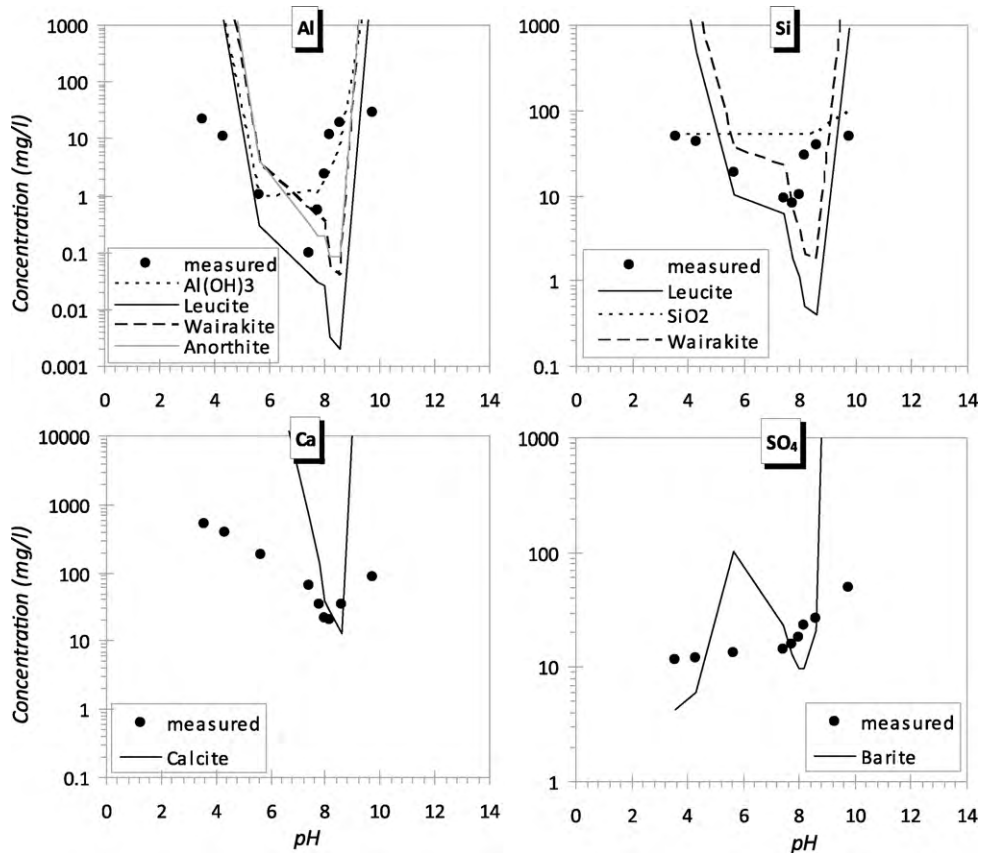 Al
Concentration (mg/l)
1000
100
10
1
0.1
0.01
0.001
measured
Al(OH)3
Leucite
Wairakite
Anorthite
0 2 4 6 8 10 12 14
Si
1000
100
10
1
0.1
measured
Leucite
SiO2
Wairakite
0 2 4 6 8 10 12 14
Ca
Concentration (mg/l)
10000
1000
100
10
1
0.1
measured
Calcite
0 2 4 6 8 10 12 14
pH
SO₄
1000
100
10
1
measured
Barite
0 2 4 6 8 10 12 14
pH